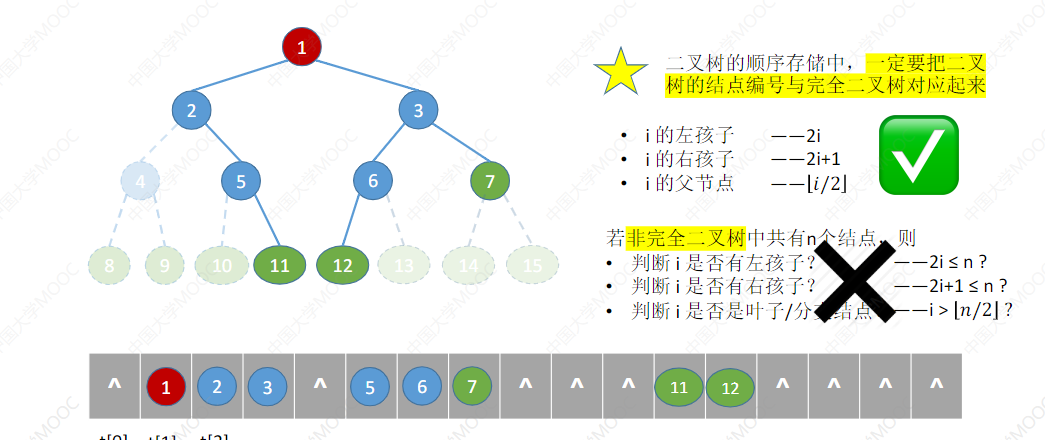 1
2
3
4
5
6
7
8
9
10
11
12
13
14
15
二叉树的顺序存储中，一定要把二叉
树的结点编号与完全二叉树对应起来
• i 的左孩子 ——2i
• i 的右孩子 ——2i+1
• i 的父节点 ——⌊i/2⌋
若非完全二叉树中共有n个结点，则
• 判断 i 是否有左孩子？ ——2i ≤ n ?
• 判断 i 是否有右孩子？ ——2i+1 ≤ n ?
• 判断 i 是否是叶子/分支结点？ ——i > ⌊n/2⌋ ?
^ 1 2 3 ^ 5 6 7 ^ ^ ^ 11 12 ^ ^ ^ ^
t[0] t[1] t[2]
中国大学MOOC